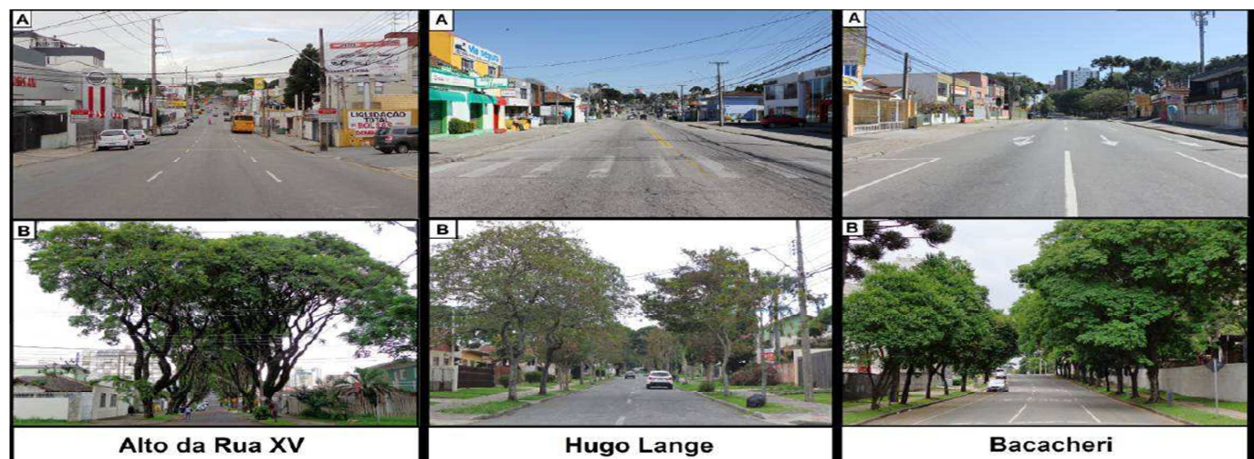 A
A
A
LIQUIDAÇÃO
TOTAL
B
B
B
Alto da Rua XV
Hugo Lange
Bacacheri